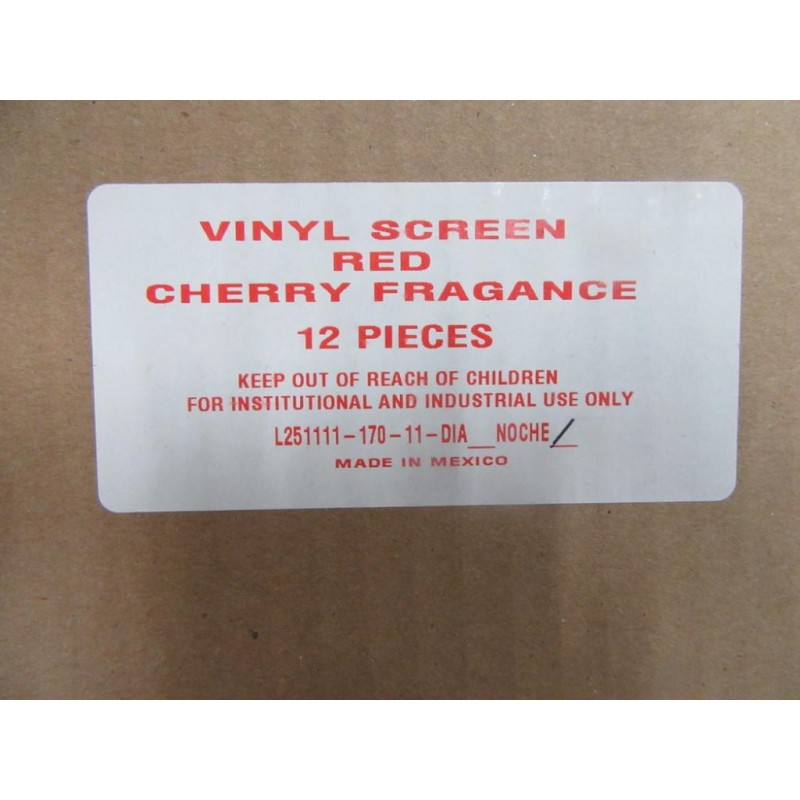 VINYL SCREEN
RED
CHERRY FRAGANCE
12 PIECES
KEEP OUT OF REACH OF CHILDREN
FOR INSTITUTIONAL AND INDUSTRIAL USE ONLY
L251111-170-11-DIA__NOCHE_/_
MADE IN MEXICO